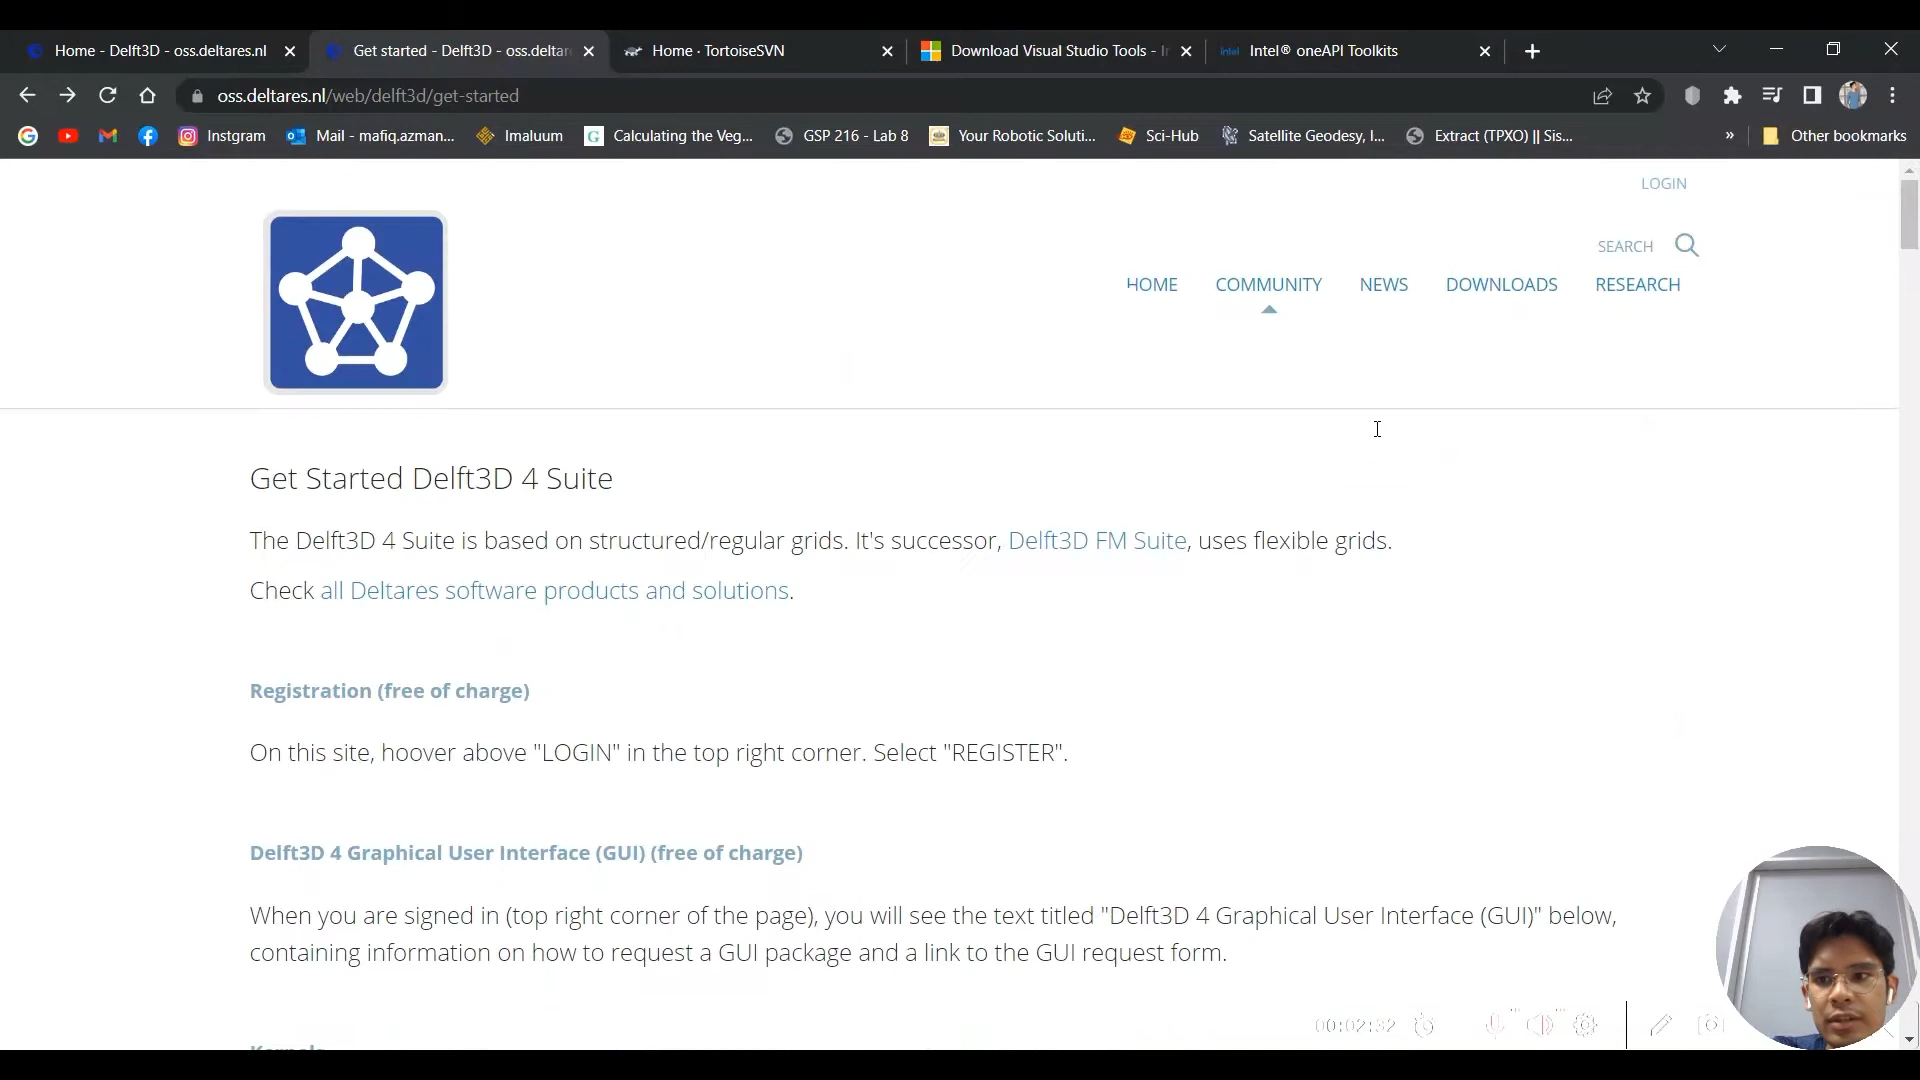 Home - Delft3D - oss.deltares.nl
Get started - Delft3D - oss.deltar
Home · TortoiseSVN
Download Visual Studio Tools - I
intel Intel® oneAPI Toolkits
oss.deltares.nl/web/delft3d/get-started
Instgram
Mail - mafiq.azman...
Imaluum
Calculating the Veg...
GSP 216 - Lab 8
Your Robotic Soluti...
Sci-Hub
Satellite Geodesy, I...
Extract (TPXO) || Sis...
»
Other bookmarks
LOGIN
SEARCH
HOME
COMMUNITY
NEWS
DOWNLOADS
RESEARCH
Get Started Delft3D 4 Suite
The Delft3D 4 Suite is based on structured/regular grids. It's successor, Delft3D FM Suite, uses flexible grids.
Check all Deltares software products and solutions.
Registration (free of charge)
On this site, hoover above "LOGIN" in the top right corner. Select "REGISTER".
Delft3D 4 Graphical User Interface (GUI) (free of charge)
When you are signed in (top right corner of the page), you will see the text titled "Delft3D 4 Graphical User Interface (GUI)" below,
containing information on how to request a GUI package and a link to the GUI request form.
00:02:32